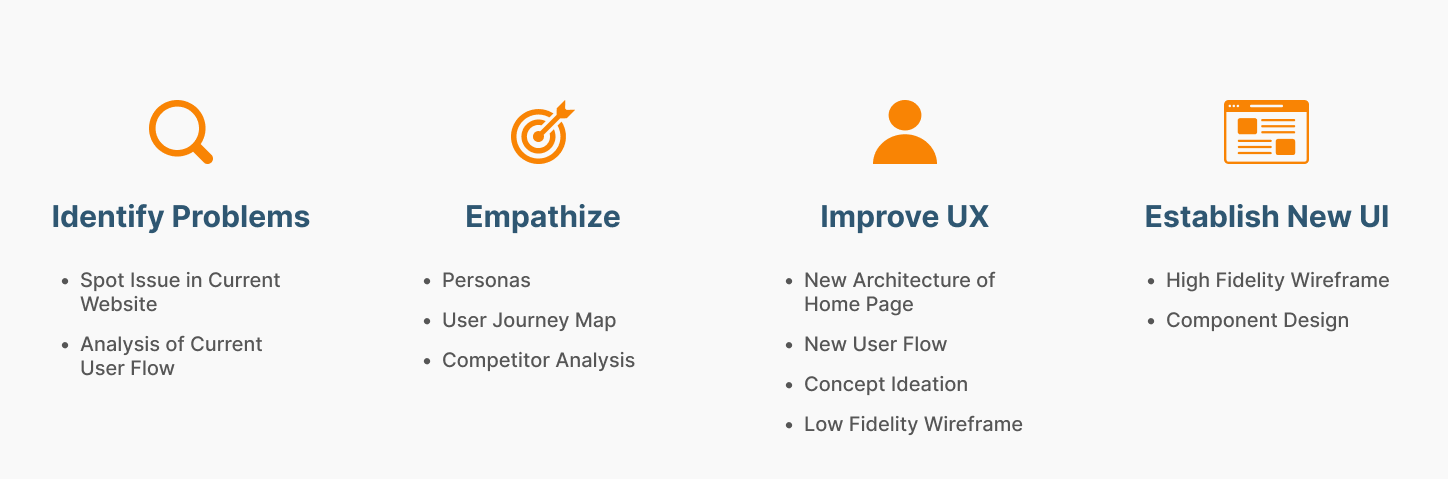 Identify Problems
• Spot Issue in Current
Website
• Analysis of Current
User Flow
Empathize
• Personas
• User Journey Map
• Competitor Analysis
Improve UX
• New Architecture of
Home Page
• New User Flow
• Concept Ideation
• Low Fidelity Wireframe
Establish New UI
• High Fidelity Wireframe
• Component Design